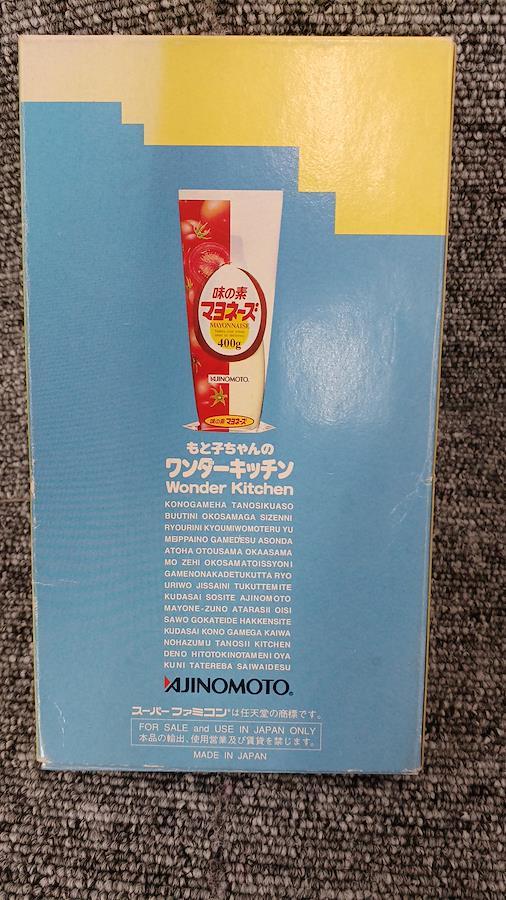 味の素
マヨネーズ
MAYONNAISE
400g
AJINOMOTO.
味の素 マヨネーズ
もと子ちゃんの
ワンダーキッチン
Wonder Kitchen
KONOGAMEHA TANOSIKUASO
BUUTINI OKOSAMAGA SIZENNI
RYOURINI KYOUMIWOMOTERU YU
MEIPPAINO GAMEDESU ASONDA
ATOHA OTOUSAMA OKAASAMA
MO ZEHI OKOSAMATOISSYONI
GAMENONAKADETUKUTTA RYO
URIWO JISSAINI TUKUTTEMITE
KUDASAI SOSITE AJINOMOTO
MAYONE-ZUNO ATARASII OISI
SAWO GOKATEIDE HAKKENSITE
KUDASAI KONO GAMEGA KAIWA
NOHAZUMU TANOSII KITCHEN
DENO HITOTOKINOTAMENI OYA
KUNI TATEREBA SAIWAIDESU
AJINOMOTO®
スーパーファミコン®は任天堂の商標です。
FOR SALE and USE IN JAPAN ONLY
本品の輸出、使用営業及び賃貸を禁じます。
MADE IN JAPAN